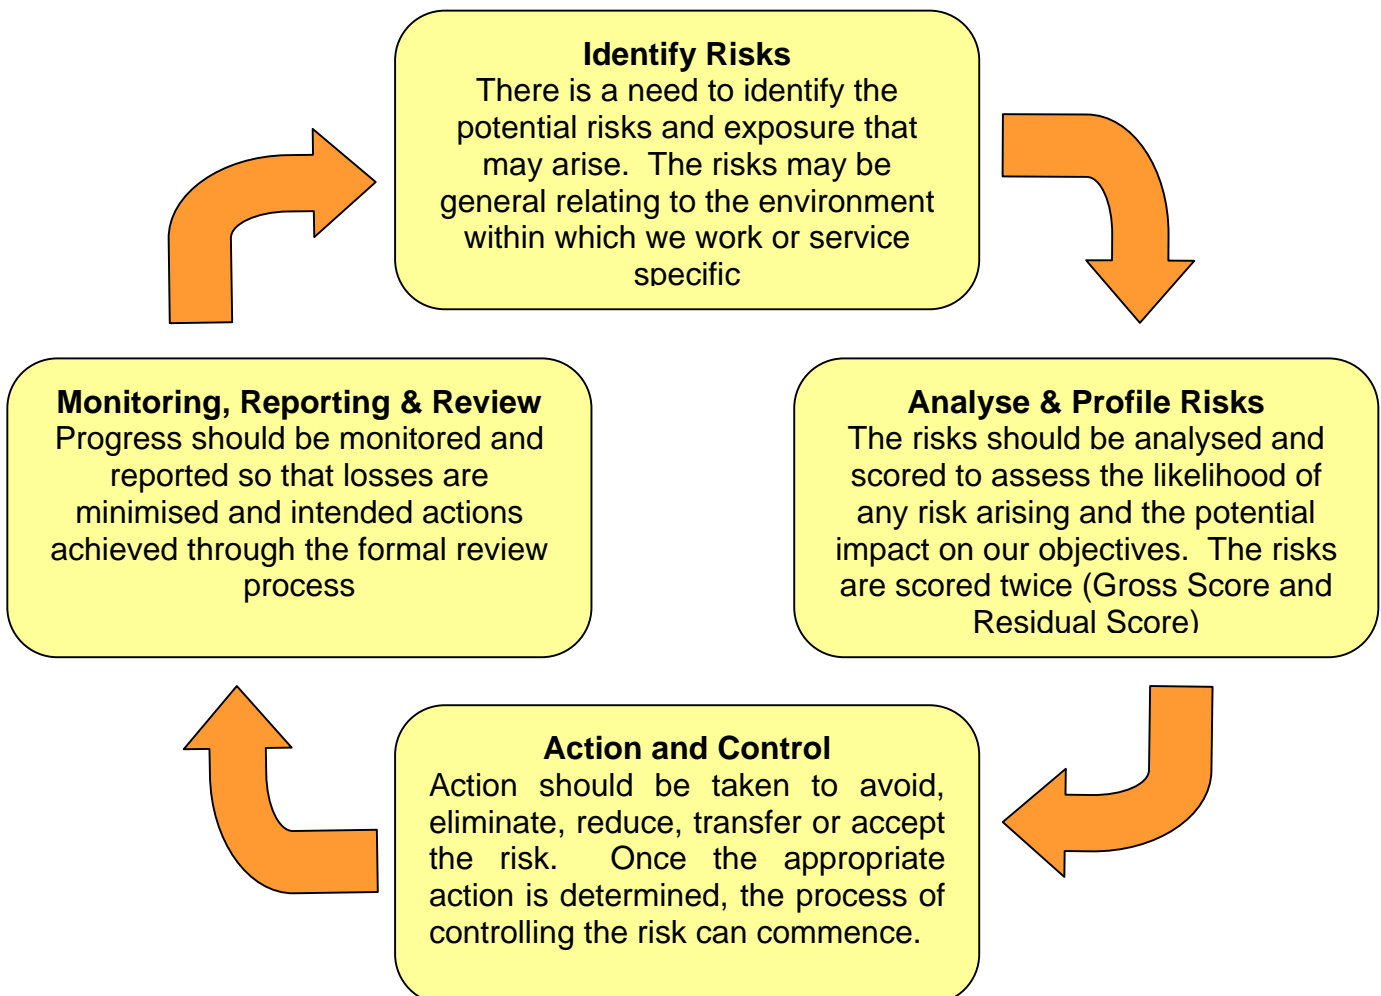 Identify Risks
There is a need to identify the
potential risks and exposure that
may arise.  The risks may be
general relating to the environment
within which we work or service
specific
Monitoring, Reporting & Review
Progress should be monitored and
reported so that losses are
minimised and intended actions
achieved through the formal review
process
Analyse & Profile Risks
The risks should be analysed and
scored to assess the likelihood of
any risk arising and the potential
impact on our objectives.  The risks
are scored twice (Gross Score and
Residual Score)
Action and Control
Action should be taken to avoid,
eliminate, reduce, transfer or accept
the risk.  Once the appropriate
action is determined, the process of
controlling the risk can commence.